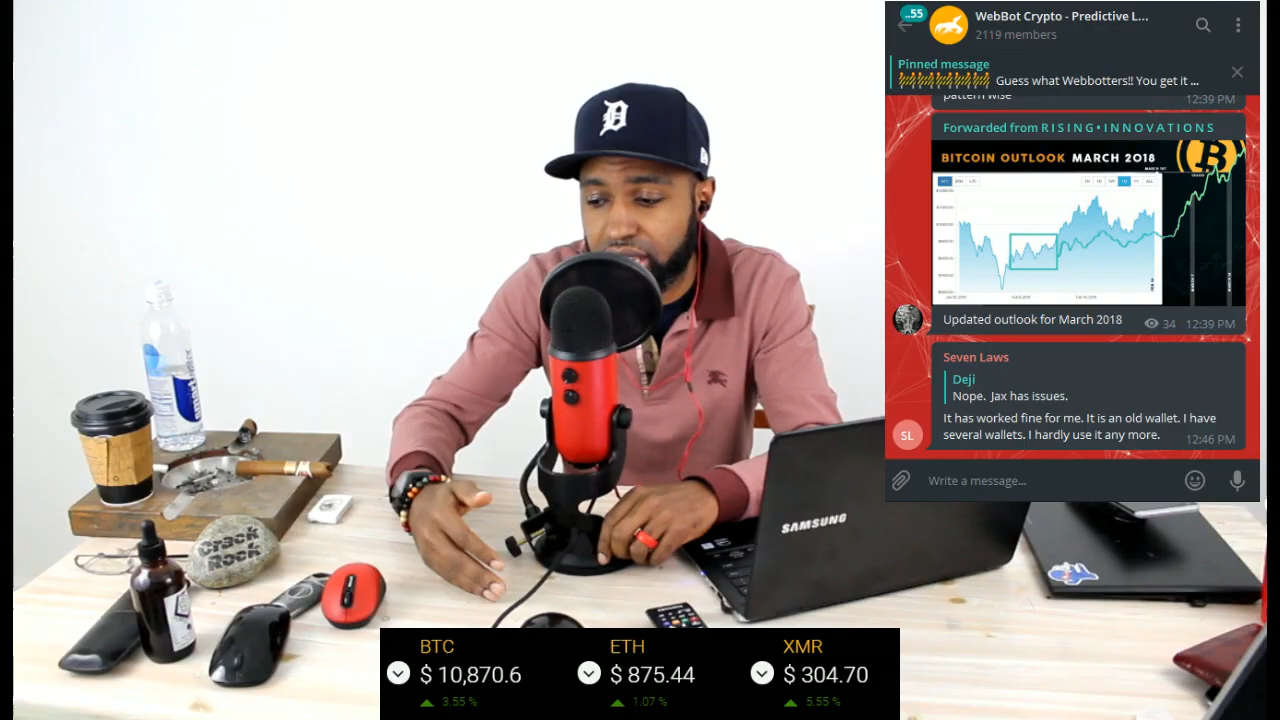 ..55
WebBot Crypto - Predictive L...
2119 members
Pinned message
Guess what Webbotters!! You get it ...
pattern wise
12:39 PM
Forwarded from R I S I N G • I N N O V A T I O N S
BITCOIN OUTLOOK MARCH 2018
Updated outlook for March 2018
34 12:39 PM
Seven Laws
Deji
Nope. Jax has issues.
It has worked fine for me. It is an old wallet. I have
several wallets. I hardly use it any more.
12:46 PM
SL
Write a message...
D
SAMSUNG
smartwater
Crack
Rock
BTC ETH XMR
$ 10,870.6 $ 875.44 $ 304.70
3.55 % 1.07 % 5.55 %